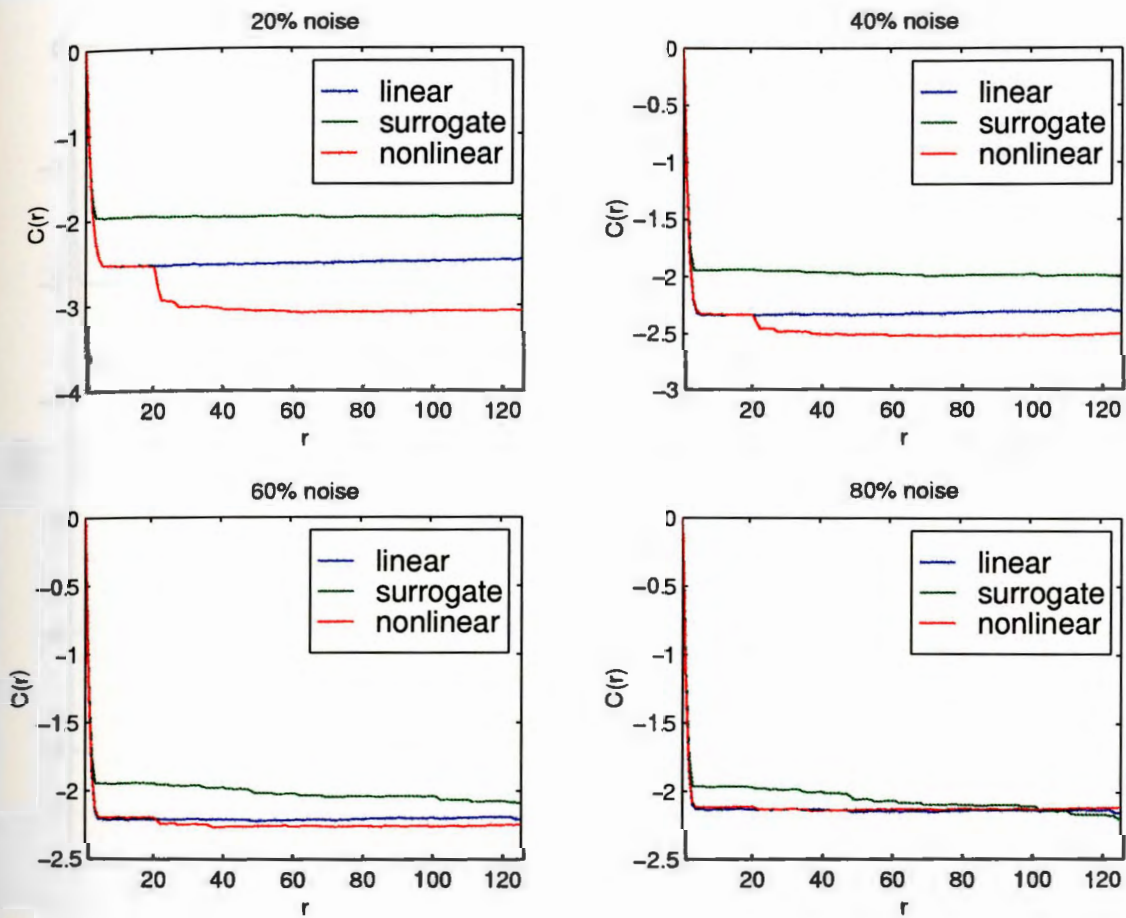 20% noise
0
−1
−2
−3
−4
C(r)
20 40 60 80 100 120
r
linear
surrogate
nonlinear
40% noise
0
−0.5
−1
−1.5
−2
−2.5
−3
C(r)
20 40 60 80 100 120
r
linear
surrogate
nonlinear
60% noise
0
−0.5
−1
−1.5
−2
−2.5
C(r)
20 40 60 80 100 120
r
linear
surrogate
nonlinear
80% noise
0
−0.5
−1
−1.5
−2
−2.5
C(r)
20 40 60 80 100 120
r
linear
surrogate
nonlinear